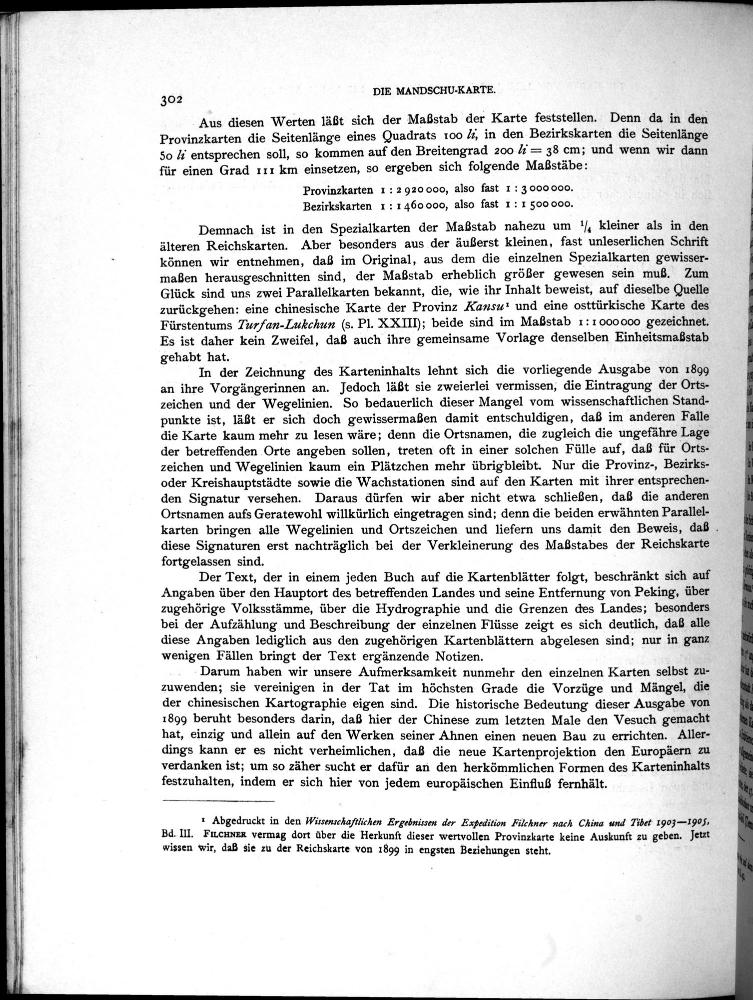 302
DIE MANDSCHU-KARTE.
Aus diesen Werten läßt sich der Maßstab der Karte feststellen. Denn da in den
Provinzkarten die Seitenlänge eines Quadrats 100 li, in den Bezirkskarten die Seitenlänge
50 li entsprechen soll, so kommen auf den Breitengrad 200 li = 38 cm; und wenn wir dann
für einen Grad 111 km einsetzen, so ergeben sich folgende Maßstäbe:
Provinzkarten 1 : 2 920 000, also fast 1 : 3 000 000.
Bezirkskarten 1 : 1 460 000, also fast 1 : 1 500 000.
Demnach ist in den Spezialkarten der Maßstab nahezu um 1/4 kleiner als in den
älteren Reichskarten. Aber besonders aus der äußerst kleinen, fast unleserlichen Schrift
können wir entnehmen, daß im Original, aus dem die einzelnen Spezialkarten gewisser-
maßen herausgeschnitten sind, der Maßstab erheblich größer gewesen sein muß. Zum
Glück sind uns zwei Parallelkarten bekannt, die, wie ihr Inhalt beweist, auf dieselbe Quelle
zurückgehen: eine chinesische Karte der Provinz Kansu¹ und eine osttürkische Karte des
Fürstentums Turfan-Lukchun (s. Pl. XXIII); beide sind im Maßstab 1 : 1 000 000 gezeichnet.
Es ist daher kein Zweifel, daß auch ihre gemeinsame Vorlage denselben Einheitsmaßstab
gehabt hat.
In der Zeichnung des Karteninhalts lehnt sich die vorliegende Ausgabe von 1899
an ihre Vorgängerinnen an. Jedoch läßt sie zweierlei vermissen, die Eintragung der Orts-
zeichen und der Wegelinien. So bedauerlich dieser Mangel vom wissenschaftlichen Stand-
punkte ist, läßt er sich doch gewissermaßen damit entschuldigen, daß im anderen Falle
die Karte kaum mehr zu lesen wäre; denn die Ortsnamen, die zugleich die ungefähre Lage
der betreffenden Orte angeben sollen, treten oft in einer solchen Fülle auf, daß für Orts-
zeichen und Wegelinien kaum ein Plätzchen mehr übrigbleibt. Nur die Provinz-, Bezirks-
oder Kreishauptstädte sowie die Wachstationen sind auf den Karten mit ihrer entsprechen-
den Signatur versehen. Daraus dürfen wir aber nicht etwa schließen, daß die anderen
Ortsnamen aufs Geratewohl willkürlich eingetragen sind; denn die beiden erwähnten Parallel-
karten bringen alle Wegelinien und Ortszeichen und liefern uns damit den Beweis, daß
diese Signaturen erst nachträglich bei der Verkleinerung des Maßstabes der Reichskarte
fortgelassen sind.
Der Text, der in einem jeden Buch auf die Kartenblätter folgt, beschränkt sich auf
Angaben über den Hauptort des betreffenden Landes und seine Entfernung von Peking, über
zugehörige Volksstämme, über die Hydrographie und die Grenzen des Landes; besonders
bei der Aufzählung und Beschreibung der einzelnen Flüsse zeigt es sich deutlich, daß alle
diese Angaben lediglich aus den zugehörigen Kartenblättern abgelesen sind; nur in ganz
wenigen Fällen bringt der Text ergänzende Notizen.
Darum haben wir unsere Aufmerksamkeit nunmehr den einzelnen Karten selbst zu-
zuwenden; sie vereinigen in der Tat im höchsten Grade die Vorzüge und Mängel, die
der chinesischen Kartographie eigen sind. Die historische Bedeutung dieser Ausgabe von
1899 beruht besonders darin, daß hier der Chinese zum letzten Male den Vesuch gemacht
hat, einzig und allein auf den Werken seiner Ahnen einen neuen Bau zu errichten. Aller-
dings kann er es nicht verheimlichen, daß die neue Kartenprojektion den Europäern zu
verdanken ist; um so zäher sucht er dafür an den herkömmlichen Formen des Karteninhalts
festzuhalten, indem er sich hier von jedem europäischen Einfluß fernhält.
¹ Abgedruckt in den Wissenschaftlichen Ergebnissen der Expedition Filchner nach China und Tibet 1903—1905,
Bd. III. FILCHNER vermag dort über die Herkunft dieser wertvollen Provinzkarte keine Auskunft zu geben. Jetzt
wissen wir, daß sie zu der Reichskarte von 1899 in engsten Beziehungen steht.